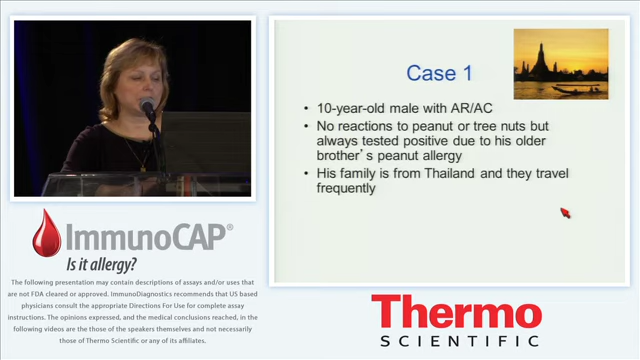 Case 1
• 10-year-old male with AR/AC
• No reactions to peanut or tree nuts but
always tested positive due to his older
brother's peanut allergy
• His family is from Thailand and they travel
frequently
ImmunoCAP®
Is it allergy?
The following presentation may contain descriptions of assays and/or uses that
are not FDA cleared or approved. ImmunoDiagnostics recommends that US based
physicians consult the appropriate Directions For Use for complete assay
instructions. The opinions expressed, and the medical conclusions reached, in the
following videos are those of the speakers themselves and not necessarily
those of Thermo Scientific or any of its affiliates.
Thermo
SCIENTIFIC